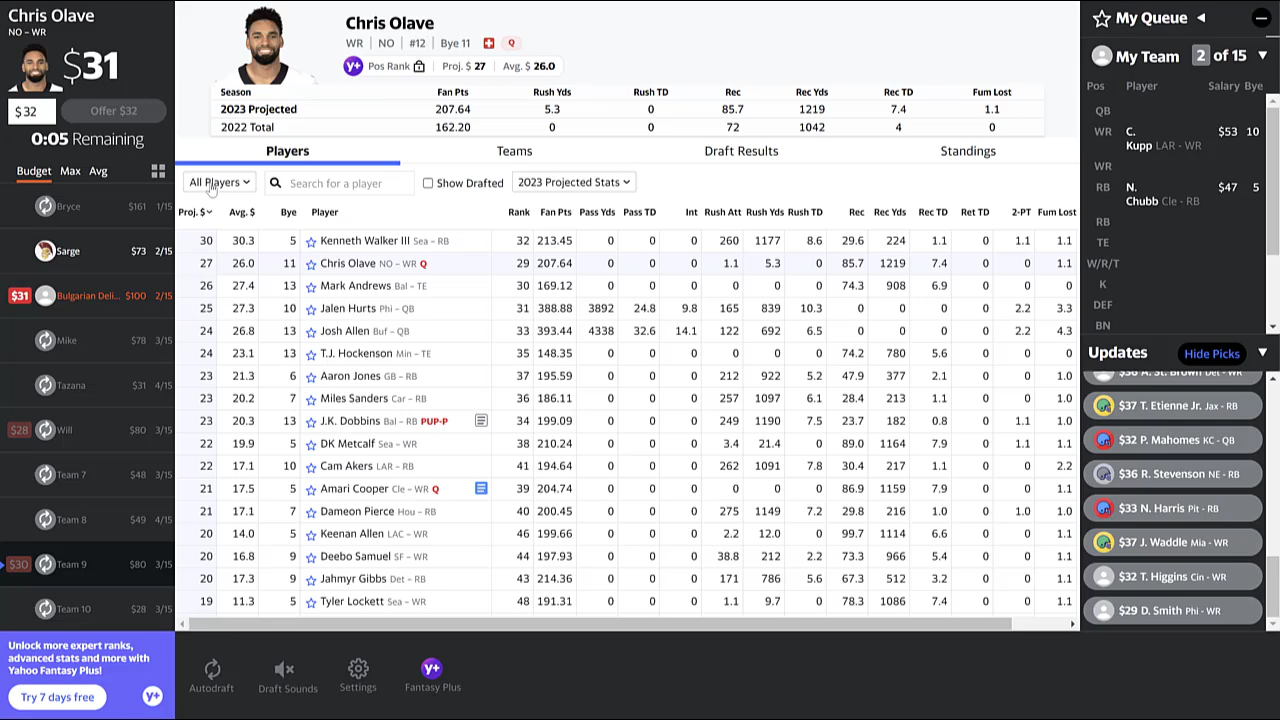 Chris Olave
NO – WR
$31
$ 32
Offer $32
0:05 Remaining
Budget Max Avg
Bryce $161 1/15
Sarge $73 2/15
$31 Bulgarian Deli... $100 2/15
Mike $78 3/15
Tazana $31 4/15
$28 Will $80 3/15
Team 7 $48 3/15
Team 8 $49 4/15
$30 Team 9 $80 3/15
Team 10 $28 3/15
Unlock more expert ranks,
advanced stats and more with
Yahoo Fantasy Plus!
Try 7 days free y+
Chris Olave
WR NO #12 Bye 11 Q
y+ Pos Rank Proj. $ 27 Avg. $ 26.0
Season Fan Pts Rush Yds Rush TD Rec Rec Yds Rec TD Fum Lost
2023 Projected 207.64 5.3 0 85.7 1219 7.4 1.1
2022 Total 162.20 0 0 72 1042 4 0
Players Teams Draft Results Standings
All Players Search for a player Show Drafted 2023 Projected Stats
Proj. $ Avg. $ Bye Player Rank Fan Pts Pass Yds Pass TD Int Rush Att Rush Yds Rush TD Rec Rec Yds Rec TD Ret TD 2-PT Fum Lost
30 30.3 5 Kenneth Walker III Sea – RB 32 213.45 0 0 0 260 1177 8.6 29.6 224 1.1 0 1.1 1.1
27 26.0 11 Chris Olave NO – WR Q 29 207.64 0 0 0 1.1 5.3 0 85.7 1219 7.4 0 0 1.1
26 27.4 13 Mark Andrews Bal – TE 30 169.12 0 0 0 0 0 0 74.3 908 6.9 0 0 0
25 27.3 10 Jalen Hurts Phi – QB 31 388.88 3892 24.8 9.8 165 839 10.3 0 0 0 0 2.2 3.3
24 26.8 13 Josh Allen Buf – QB 33 393.44 4338 32.6 14.1 122 692 6.5 0 0 0 0 2.2 4.3
24 23.1 13 T.J. Hockenson Min – TE 35 148.35 0 0 0 0 0 0 74.2 780 5.6 0 0 0
23 21.3 6 Aaron Jones GB – RB 37 195.59 0 0 0 212 922 5.2 47.9 377 2.1 0 0 1.0
23 20.2 7 Miles Sanders Car – RB 36 186.11 0 0 0 257 1097 6.1 28.4 213 1.1 0 0 1.0
23 20.3 13 J.K. Dobbins Bal – RB PUP-P 34 199.09 0 0 0 249 1190 7.5 23.7 182 0.8 0 1.1 1.0
22 19.9 5 DK Metcalf Sea – WR 38 210.24 0 0 0 3.4 21.4 0 89.0 1164 7.9 0 1.1 1.1
22 17.1 10 Cam Akers LAR – RB 41 194.64 0 0 0 262 1091 7.8 30.4 217 1.1 0 0 2.2
21 17.5 5 Amari Cooper Cle – WR Q 39 204.74 0 0 0 0 0 0 86.9 1159 7.9 0 0 1.1
21 17.1 7 Dameon Pierce Hou – RB 40 200.45 0 0 0 275 1149 7.2 29.8 216 1.0 0 1.0 1.0
20 14.0 5 Keenan Allen LAC – WR 46 199.66 0 0 0 2.2 12.0 0 99.7 1114 6.6 0 0 1.1
20 16.8 9 Deebo Samuel SF – WR 44 197.93 0 0 0 38.8 212 2.2 73.3 966 5.4 0 0 1.1
20 17.3 9 Jahmyr Gibbs Det – RB 43 214.36 0 0 0 171 786 5.6 67.3 512 3.2 0 0 1.1
19 11.3 5 Tyler Lockett Sea – WR 48 191.31 0 0 0 1.1 9.7 0 78.3 1086 7.4 0 0 1.1
Autodraft Draft Sounds Settings y+ Fantasy Plus
My Queue
My Team 2 of 15
Pos Player Salary Bye
QB
WR C. $53 10
Kupp LAR - WR
WR
RB N. $47 5
Chubb Cle - RB
RB
TE
W/R/T
K
DEF
BN
Updates Hide Picks
$36 A. St. Brown Det - WR
$37 T. Etienne Jr. Jax - RB
$32 P. Mahomes KC - QB
$36 R. Stevenson NE - RB
$33 N. Harris Pit - RB
$37 J. Waddle Mia - WR
$32 T. Higgins Cin - WR
$29 D. Smith Phi - WR